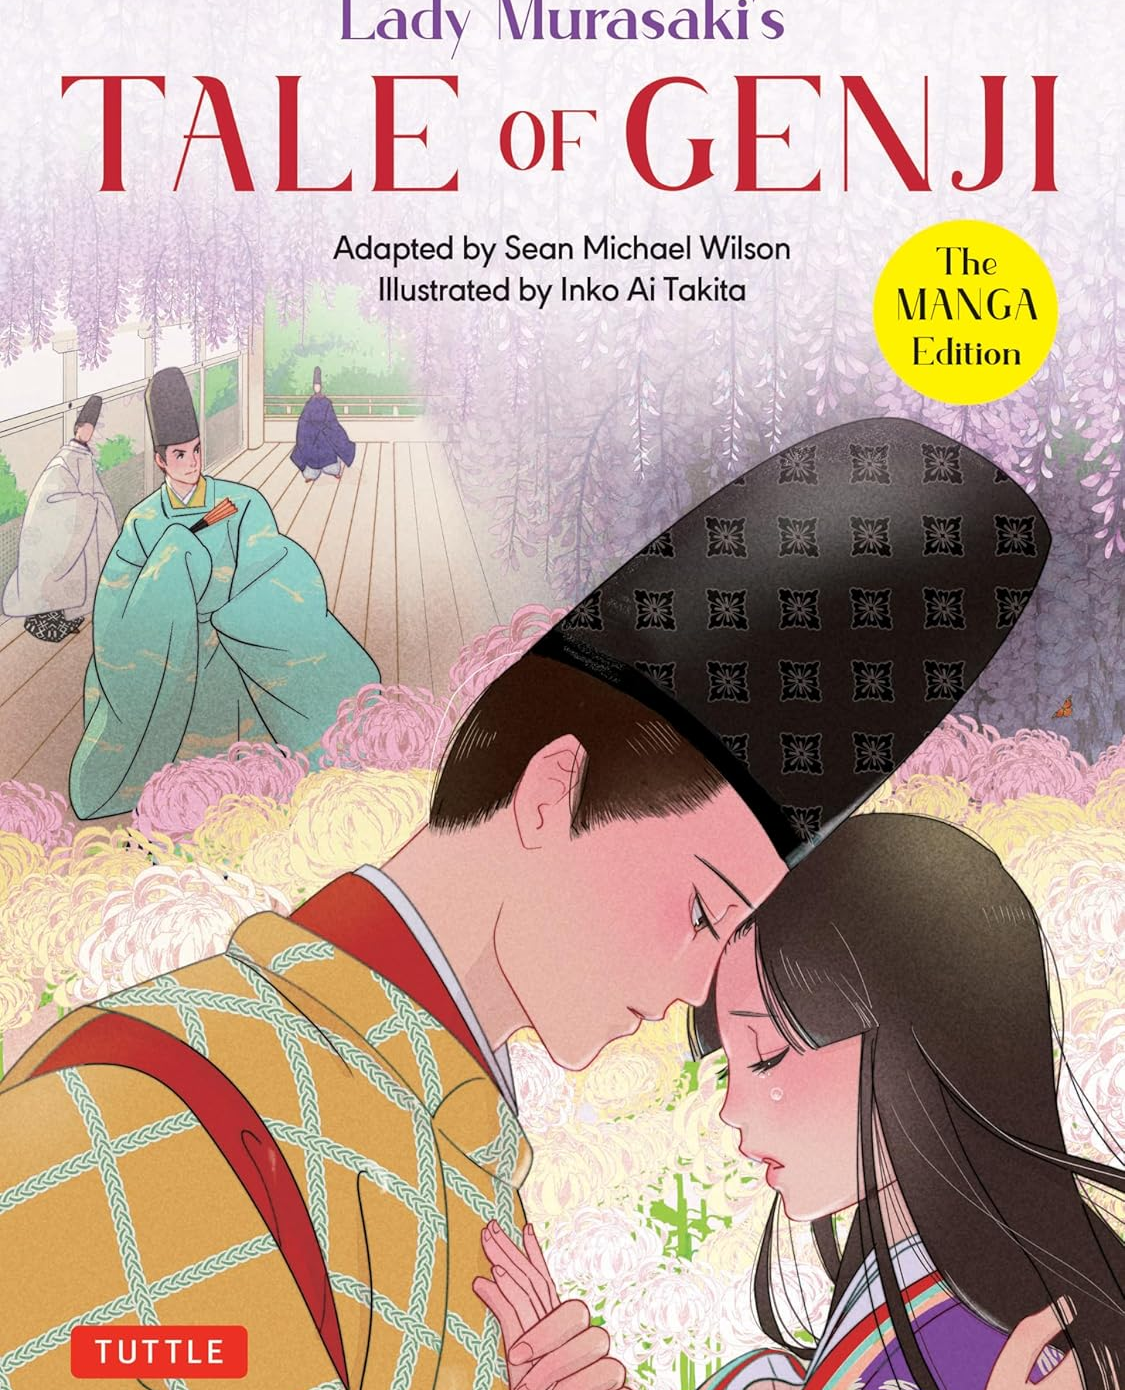 Lady Murasaki's
TALE OF GENJI
Adapted by Sean Michael Wilson
Illustrated by Inko Ai Takita
The
MANGA
Edition
TUTTLE